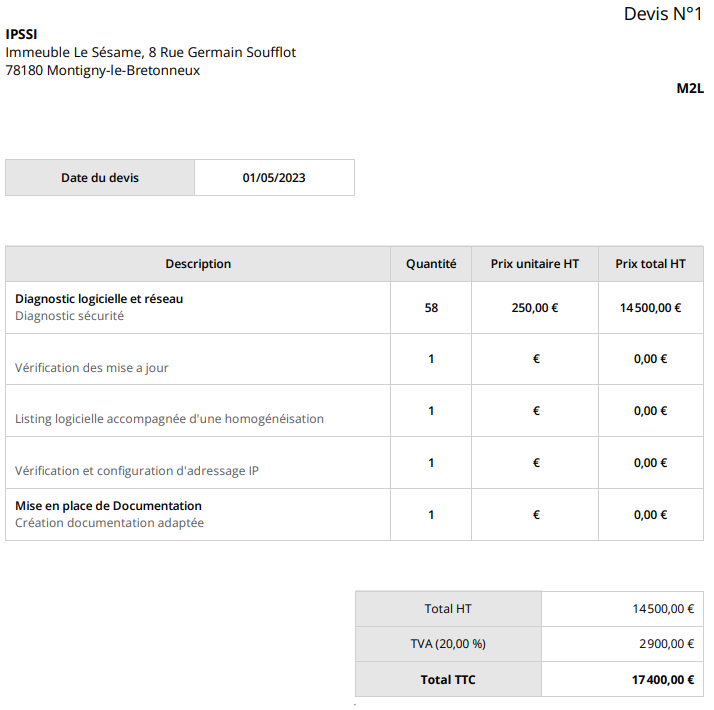 Devis N°1
IPSSI
Immeuble Le Sésame, 8 Rue Germain Soufflot
78180 Montigny-le-Bretonneux
M2L
Date du devis 01/05/2023
Description Quantité Prix unitaire HT Prix total HT
Diagnostic logicielle et réseau
Diagnostic sécurité
58 250,00 € 14 500,00 €
Vérification des mise a jour
1 € 0,00 €
Listing logicielle accompagnée d'une homogénéisation
1 € 0,00 €
Vérification et configuration d'adressage IP
1 € 0,00 €
Mise en place de Documentation
Création documentation adaptée
1 € 0,00 €
Total HT 14 500,00 €
TVA (20,00 %) 2 900,00 €
Total TTC 17 400,00 €